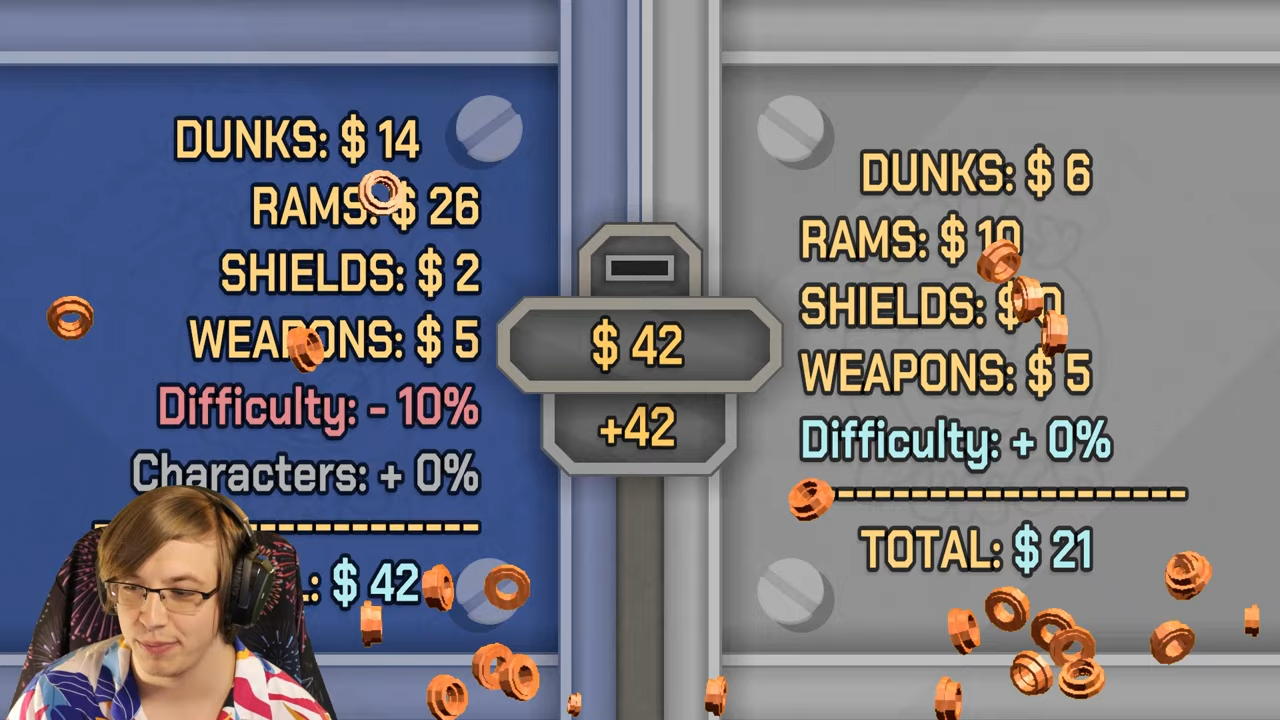 DUNKS: $ 14
RAMS: $ 26
SHIELDS: $ 2
WEAPONS: $ 5
Difficulty: - 10%
Characters: + 0%
: $ 42
$ 42
+42
DUNKS: $ 6
RAMS: $ 10
SHIELDS: $ 0
WEAPONS: $ 5
Difficulty: + 0%
TOTAL: $ 21